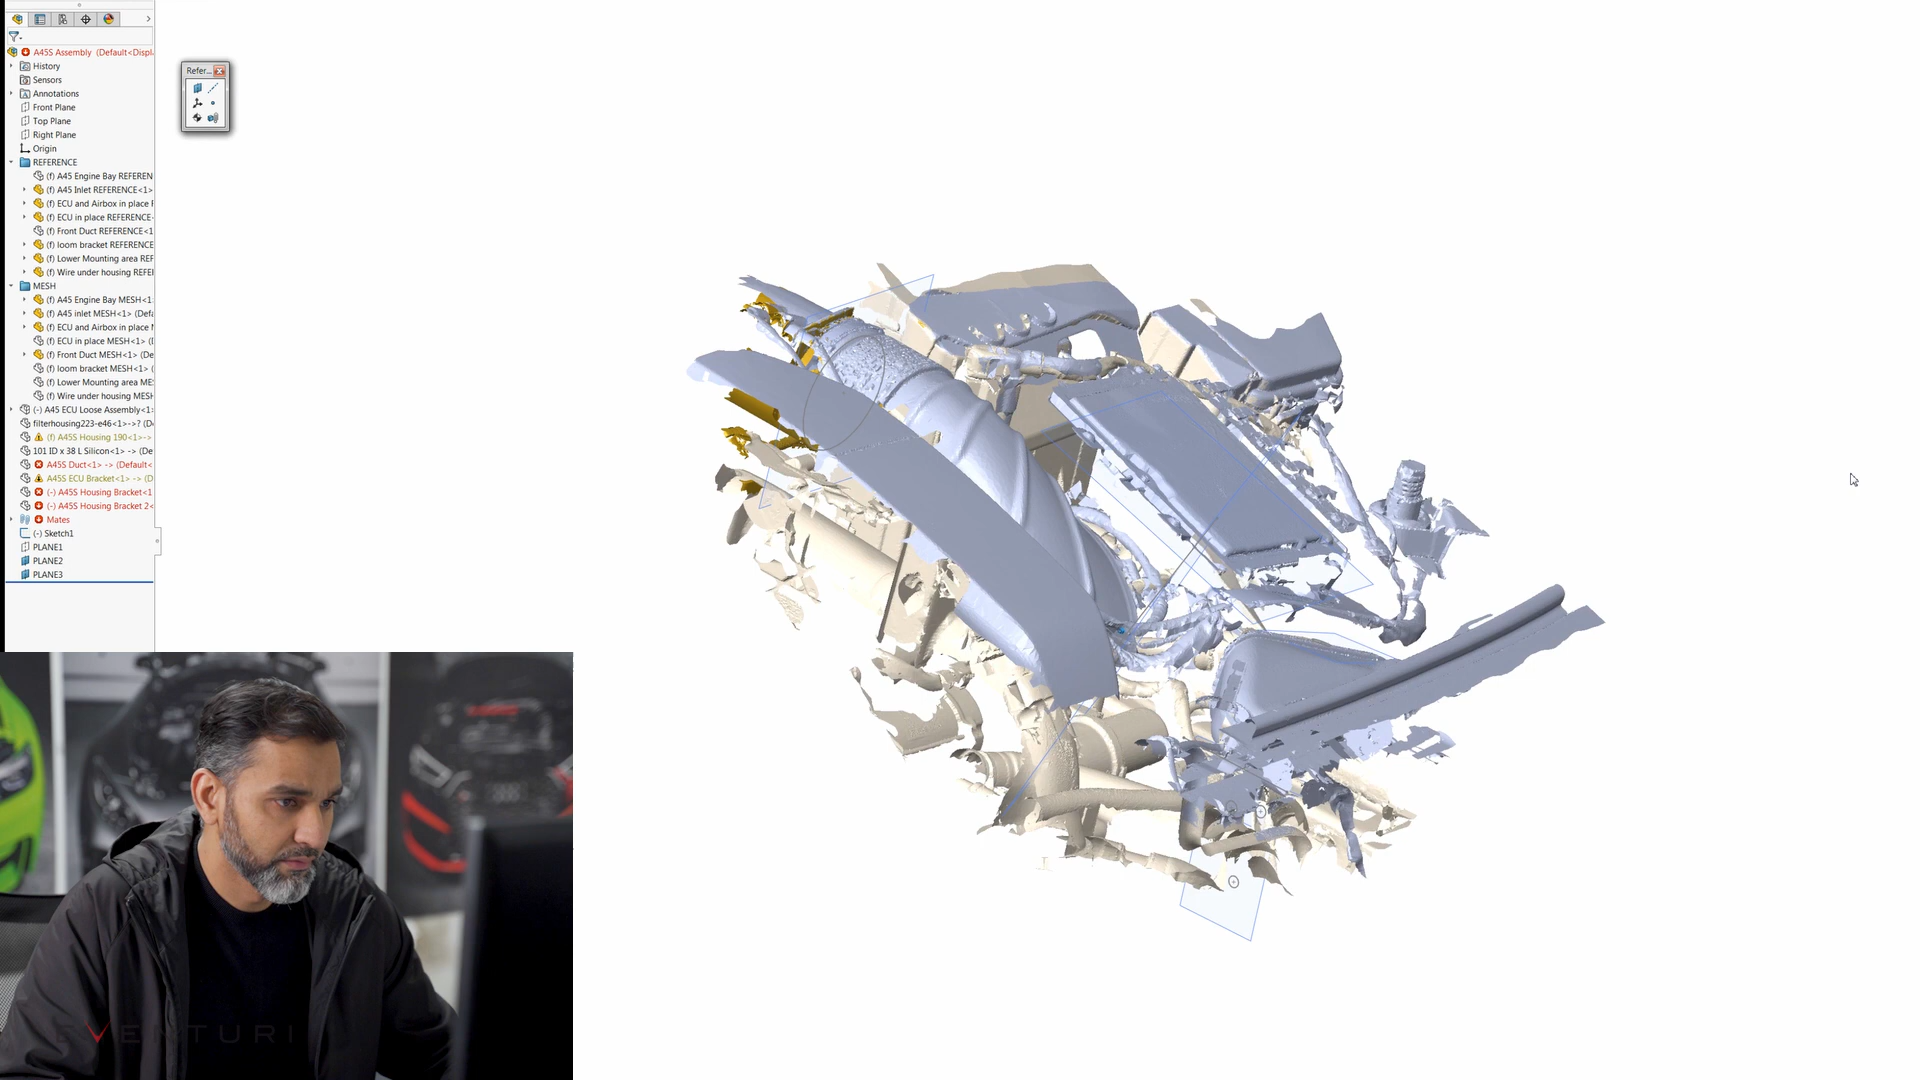 A45S Assembly (Default<Displ
History
Sensors
Annotations
Front Plane
Top Plane
Right Plane
Origin
REFERENCE
(f) A45 Engine Bay REFEREN
(f) A45 Inlet REFERENCE<1>
(f) ECU and Airbox in place F
(f) ECU in place REFERENCE
Front Duct REFERENCE<1
(f) loom bracket REFERENCE
(f) Lower Mounting area REF
(f) Wire under housing REFEI
MESH
(f) A45 Engine Bay MESH<1
(f) A45 inlet MESH<1> (Defa
(f) ECU and Airbox in place M
(f) ECU in place MESH<1> (I
(f) Front Duct MESH<1> (De
(f) loom bracket MESH<1> (
(f) Lower Mounting area ME
(f) Wire under housing MESH
(-) A45 ECU Loose Assembly<1
filterhousing223-e46<1>->? (D
(f) A45S Housing 190<1>->
101 ID x 38 L Silicon<1> -> (De
A45S Duct<1> -> (Default<
A45S ECU Bracket<1> -> (D
(-) A45S Housing Bracket<1
(-) A45S Housing Bracket 2<
Mates
(-) Sketch1
PLANE1
PLANE2
PLANE3
Refer...
EVENTURI